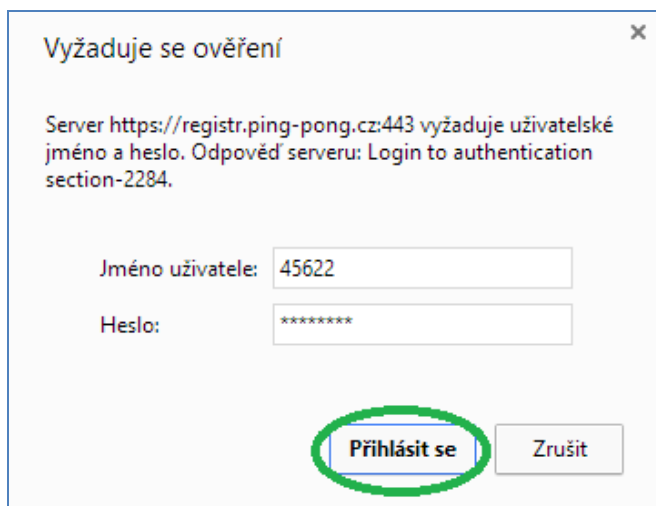 Vyžaduje se ověření
×
Server https://registr.ping-pong.cz:443 vyžaduje uživatelské
jméno a heslo. Odpověď serveru: Login to authentication
section-2284.
Jméno uživatele: 45622
Heslo: ********
Přihlásit se Zrušit